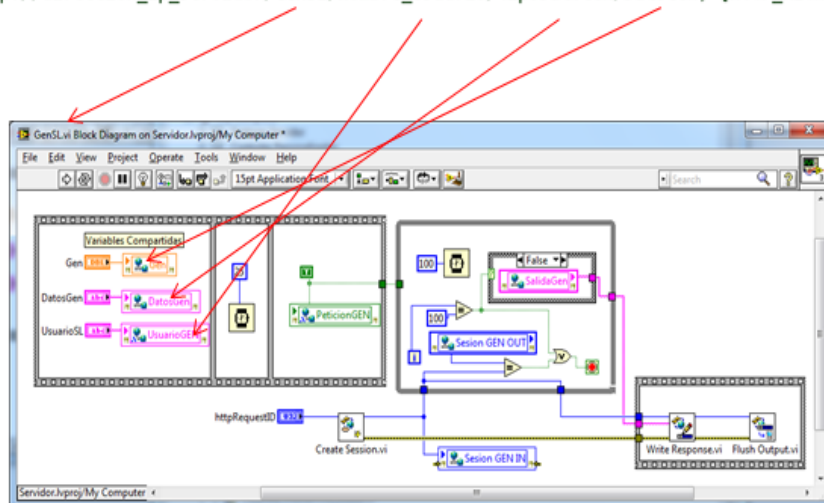 GenSL.vi Block Diagram on Servidor.lvproj/My Computer *
File Edit View Project Operate Tools Window Help
15pt Application Font
Search
Variables Compartidas
Gen
DatosGen
DatosGen
UsuarioSL
UsuarioGEN
25
PeticionGEN
100
False
SalidaGen
100
Sesion GEN OUT
i
httpRequestID
Create Session.vi
Sesion GEN IN
Write Response.vi
Flush Output.vi
Servidor.lvproj/My Computer